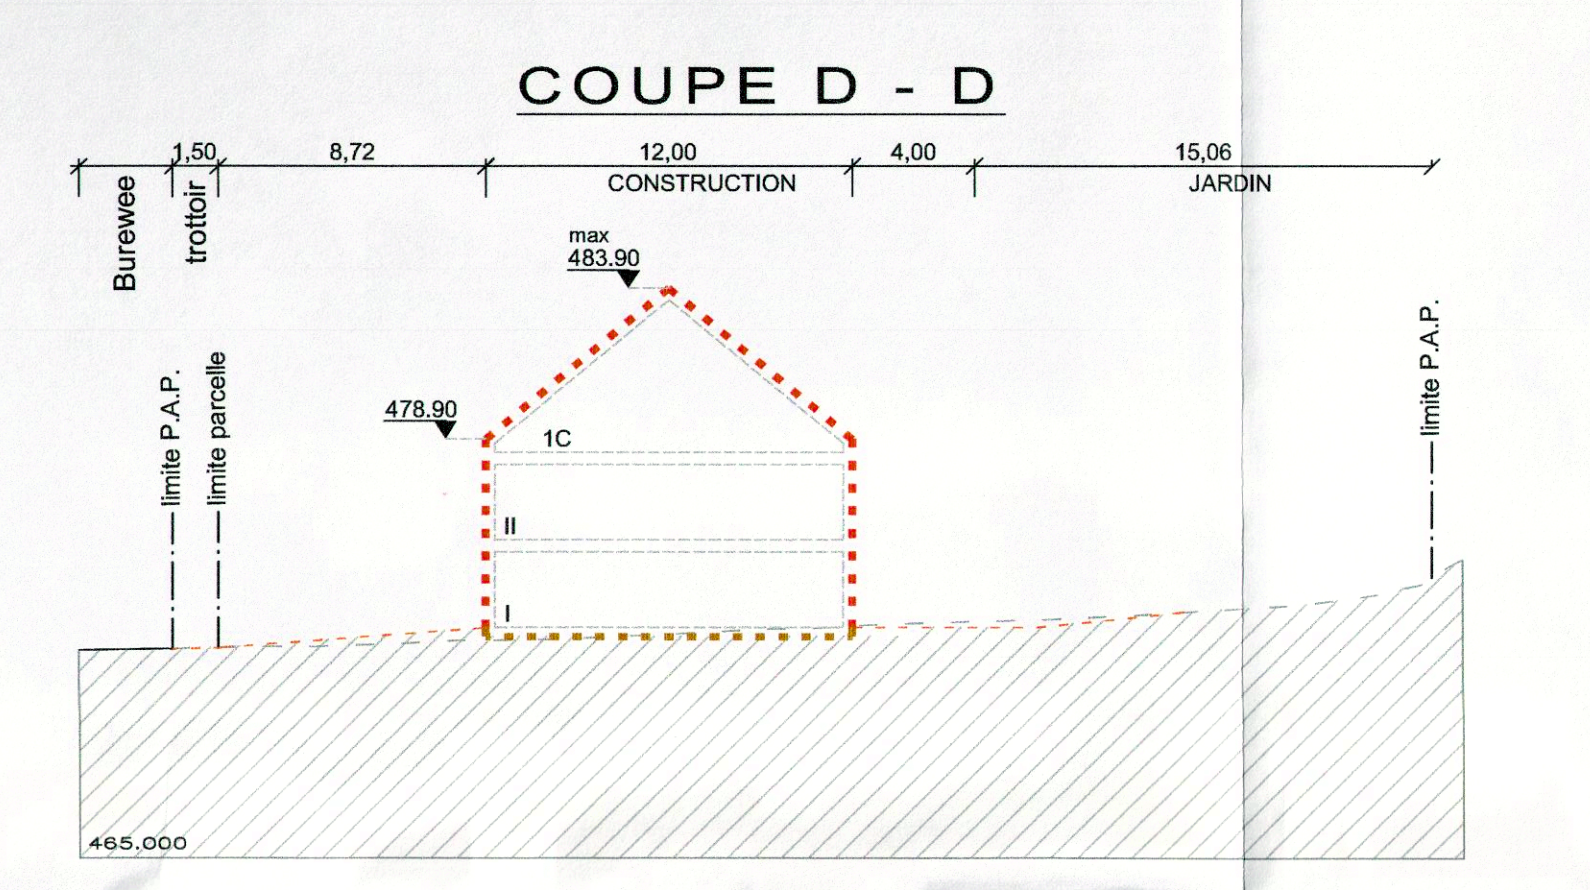 COUPE D - D
1,50
8,72
12,00
4,00
15,06
CONSTRUCTION
JARDIN
Burewee
trottoir
max
483.90
478.90
limite P.A.P.
limite parcelle
limite P.A.P.
1C
II
I
465.000